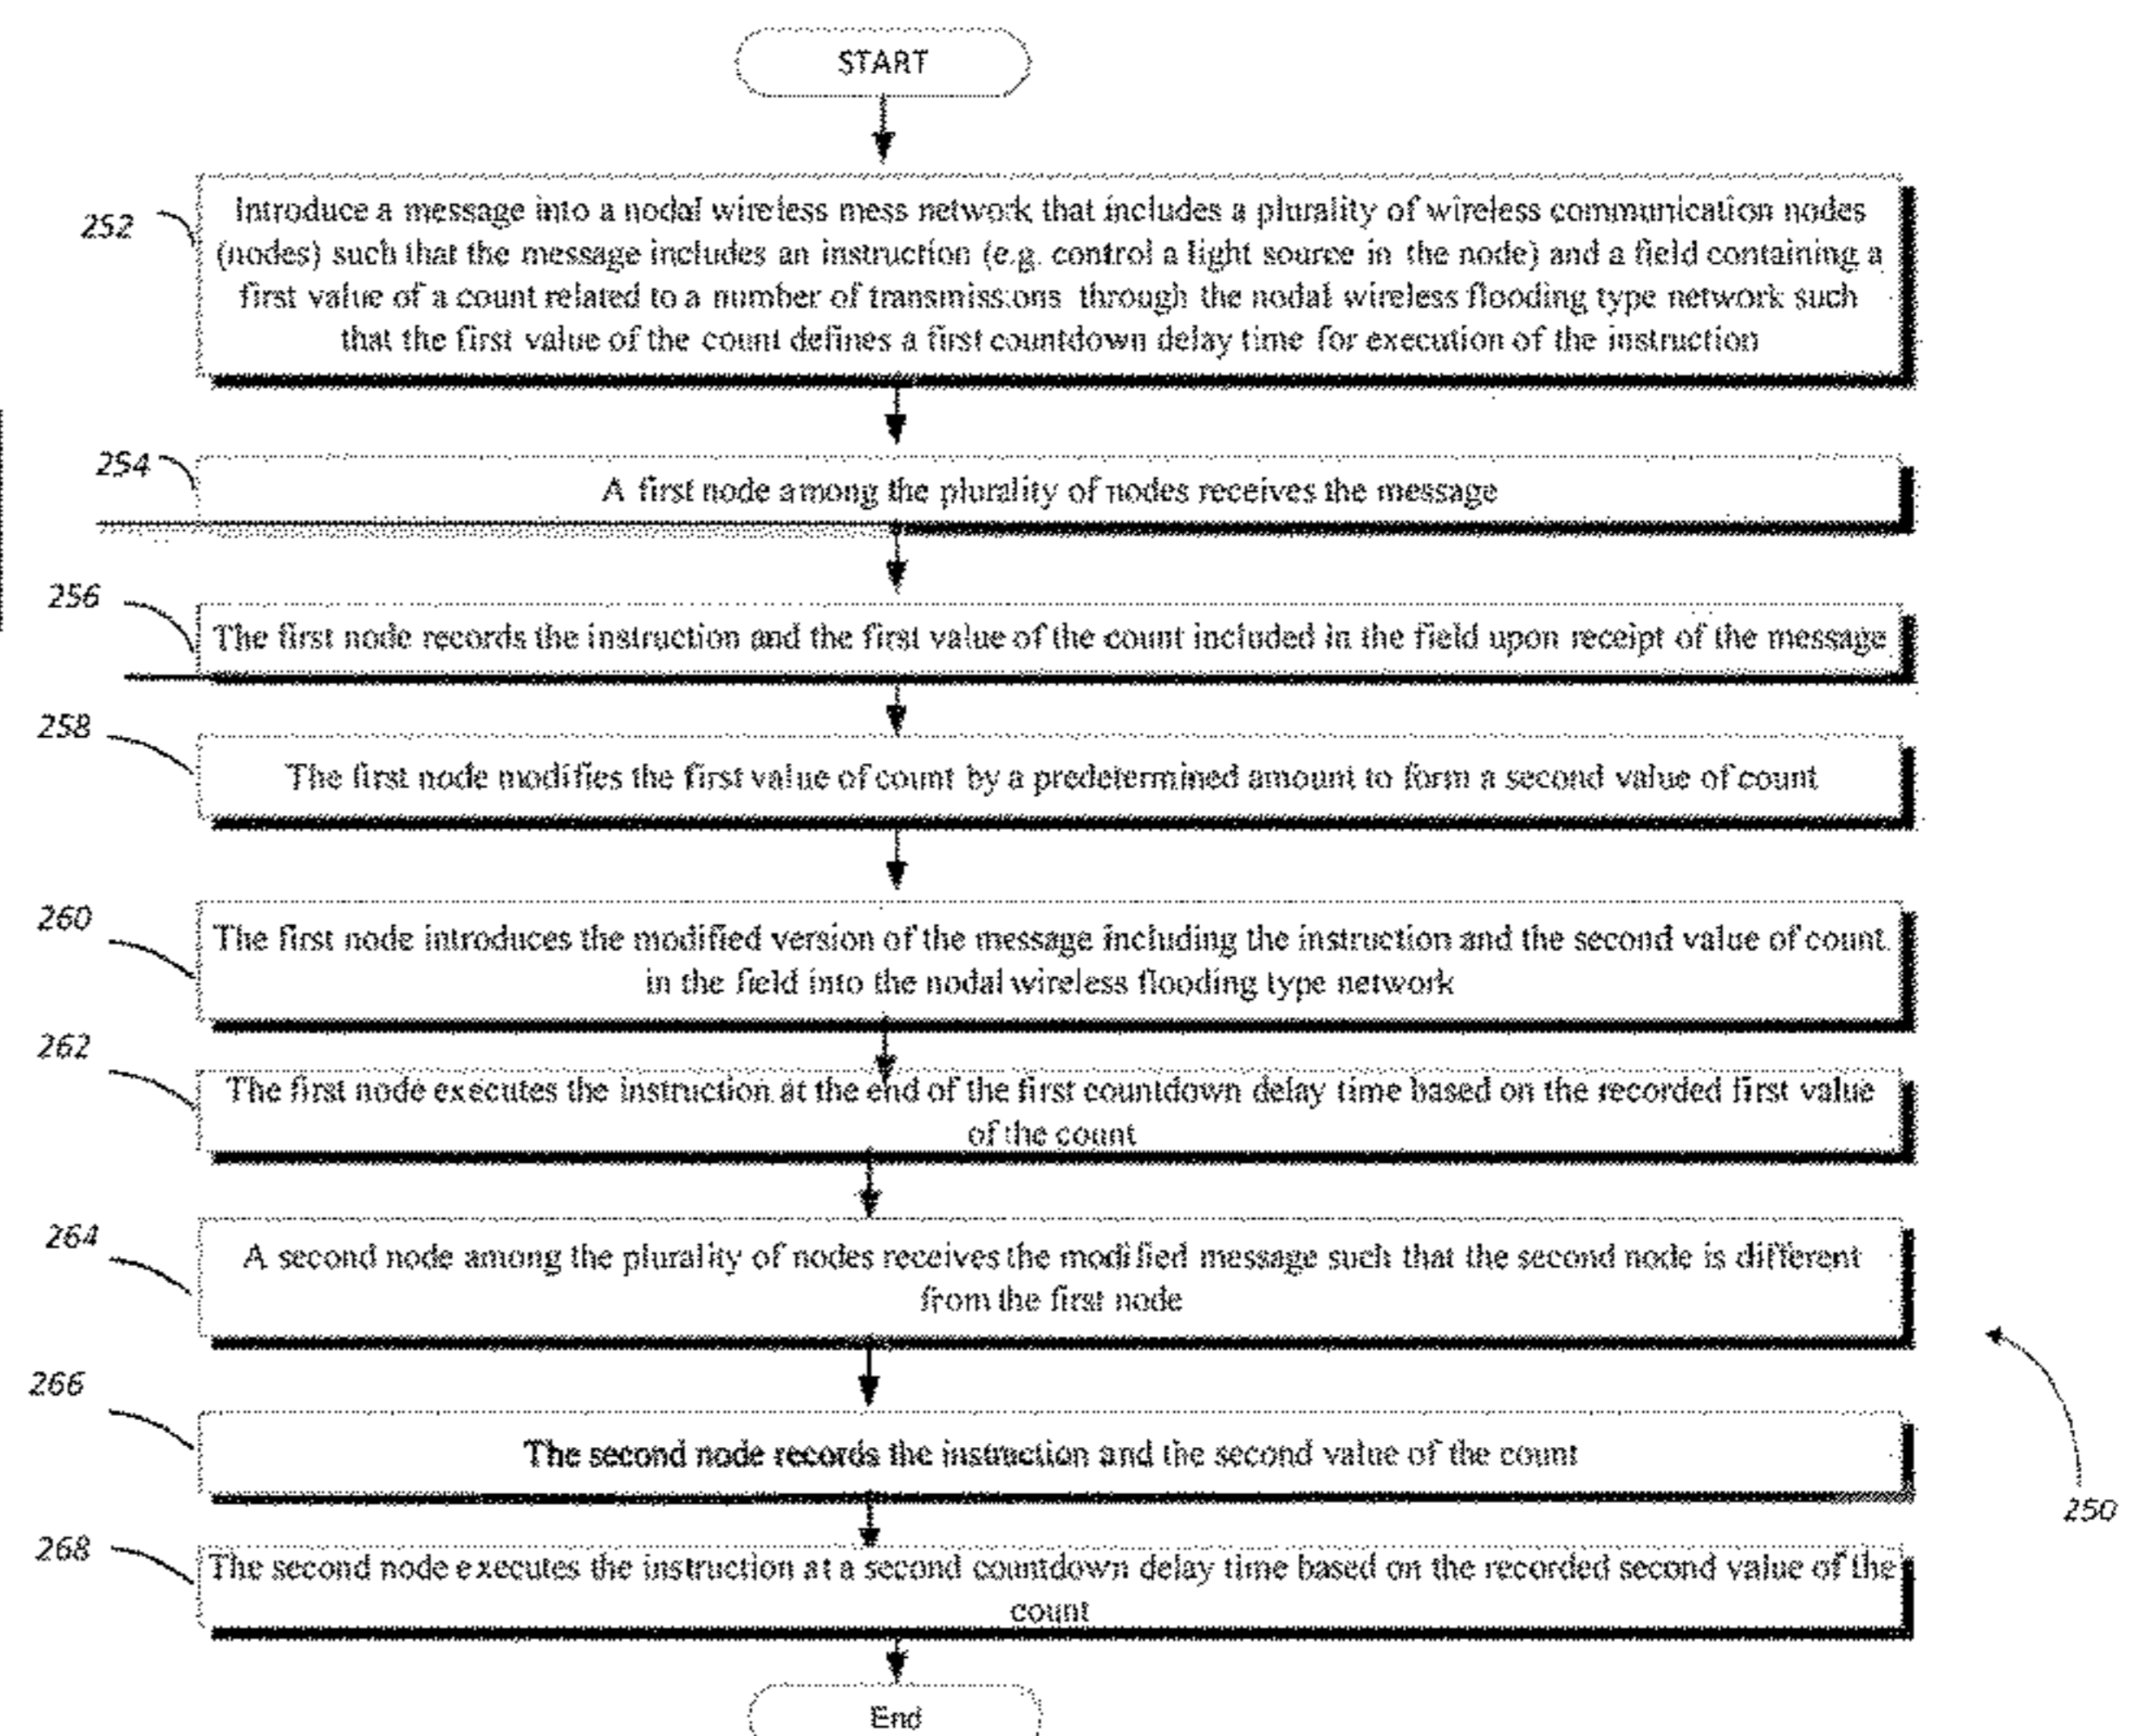 START
252
Introduce a message into a nodal wireless mess network that includes a plurality of wireless communication nodes
(nodes) such that the message includes an instruction (e.g. control a light source in the node) and a field containing a
first value of a count related to a number of transmissions through the nodal wireless flooding type network such
that the first value of the count defines a first countdown delay time for execution of the instruction
254
A first node among the plurality of nodes receives the message
256
The first node records the instruction and the first value of the count included in the field upon receipt of the message
258
The first node modifies the first value of count by a predetermined amount to form a second value of count
260
The first node introduces the modified version of the message including the instruction and the second value of count
in the field into the nodal wireless flooding type network
262
The first node executes the instruction at the end of the first countdown delay time based on the recorded first value
of the count
264
A second node among the plurality of nodes receives the modified message such that the second node is different
from the first node
266
The second node records the instruction and the second value of the count
250
268
The second node executes the instruction at a second countdown delay time based on the recorded second value of the
count
End